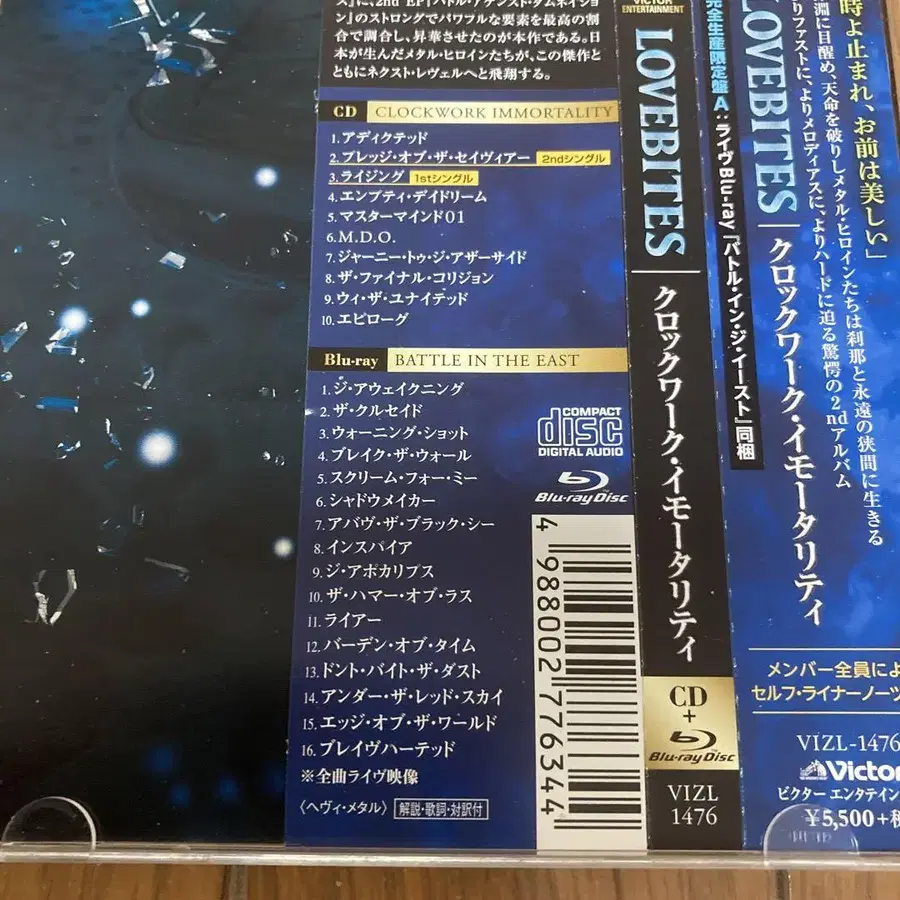 ス』に、2nd EP『バトル・アゲンスト・ダムネイション』
のストロングでパワフルな要素を最高の割
合で調合し、昇華させたのが本作である。日
本が生んだメタル・ヒロインたちが、この傑作と
ともにネクスト・レヴェルへと飛翔する。
CD CLOCKWORK IMMORTALITY
1. アディクテッド
2. プレッジ・オブ・ザ・セイヴィアー 2ndシングル
3. ライジング 1stシングル
4. エンプティ・デイドリーム
5. マスターマインド01
6. M.D.O.
7. ジャーニー・トゥ・ジ・アザーサイド
8. ザ・ファイナル・コリジョン
9. ウィ・ザ・ユナイテッド
10. エピローグ
Blu-ray BATTLE IN THE EAST
1. ジ・アウェイクニング
2. ザ・クルセイド
3. ウォーニング・ショット
4. ブレイク・ザ・ウォール
5. スクリーム・フォー・ミー
6. シャドウメイカー
7. アバヴ・ザ・ブラック・シー
8. インスパイア
9. ジ・アポカリプス
10. ザ・ハマー・オブ・ラス
11. ライアー
12. バーデン・オブ・タイム
13. ドント・バイト・ザ・ダスト
14. アンダー・ザ・レッド・スカイ
15. エッジ・オブ・ザ・ワールド
16. ブレイヴハーテッド
※全曲ライヴ映像
〈ヘヴィ・メタル〉 解説・歌詞・対訳付
COMPACT
disc
DIGITAL AUDIO
Blu-ray Disc
4 988002 776344
VICTOR
ENTERTAINMENT
LOVEBITES
クロックワーク・イモータリティ
CD
+
Blu-ray Disc
VIZL
1476
完全生産限定盤A:ライヴBlu-ray『バトル・イン・ジ・イースト』同梱
時よ止まれ、お前は美しい」
淵に目醒め、天命を破りしメタル・ヒロインたちは刹那と永遠の狭間に生きる
りファストに、よりメロディアスに、よりハードに迫る驚愕の2ndアルバム
LOVEBITES
クロックワーク・イモータリティ
メンバー全員によ
セルフ・ライナーノーツ
VIZL-1476
Victor
ビクター エンタテイン
¥5,500+税